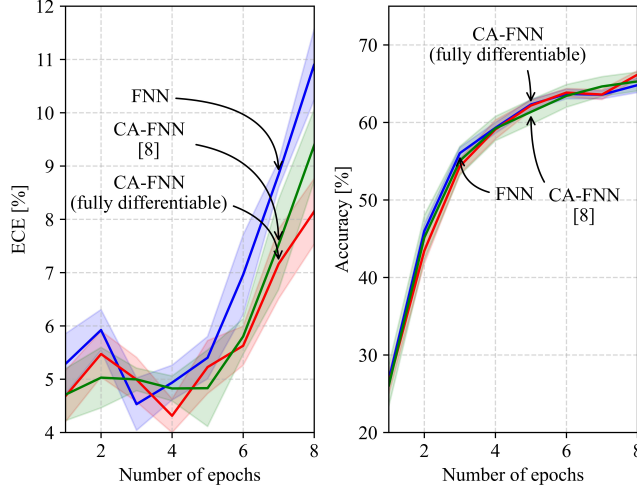 12
11
10
9
8
7
6
5
4
ECE [%]
FNN
CA-FNN
[8]
CA-FNN
(fully differentiable)
2
4
6
8
Number of epochs
70
60
50
40
30
20
Accuracy [%]
CA-FNN
(fully differentiable)
FNN
CA-FNN
[8]
2
4
6
8
Number of epochs